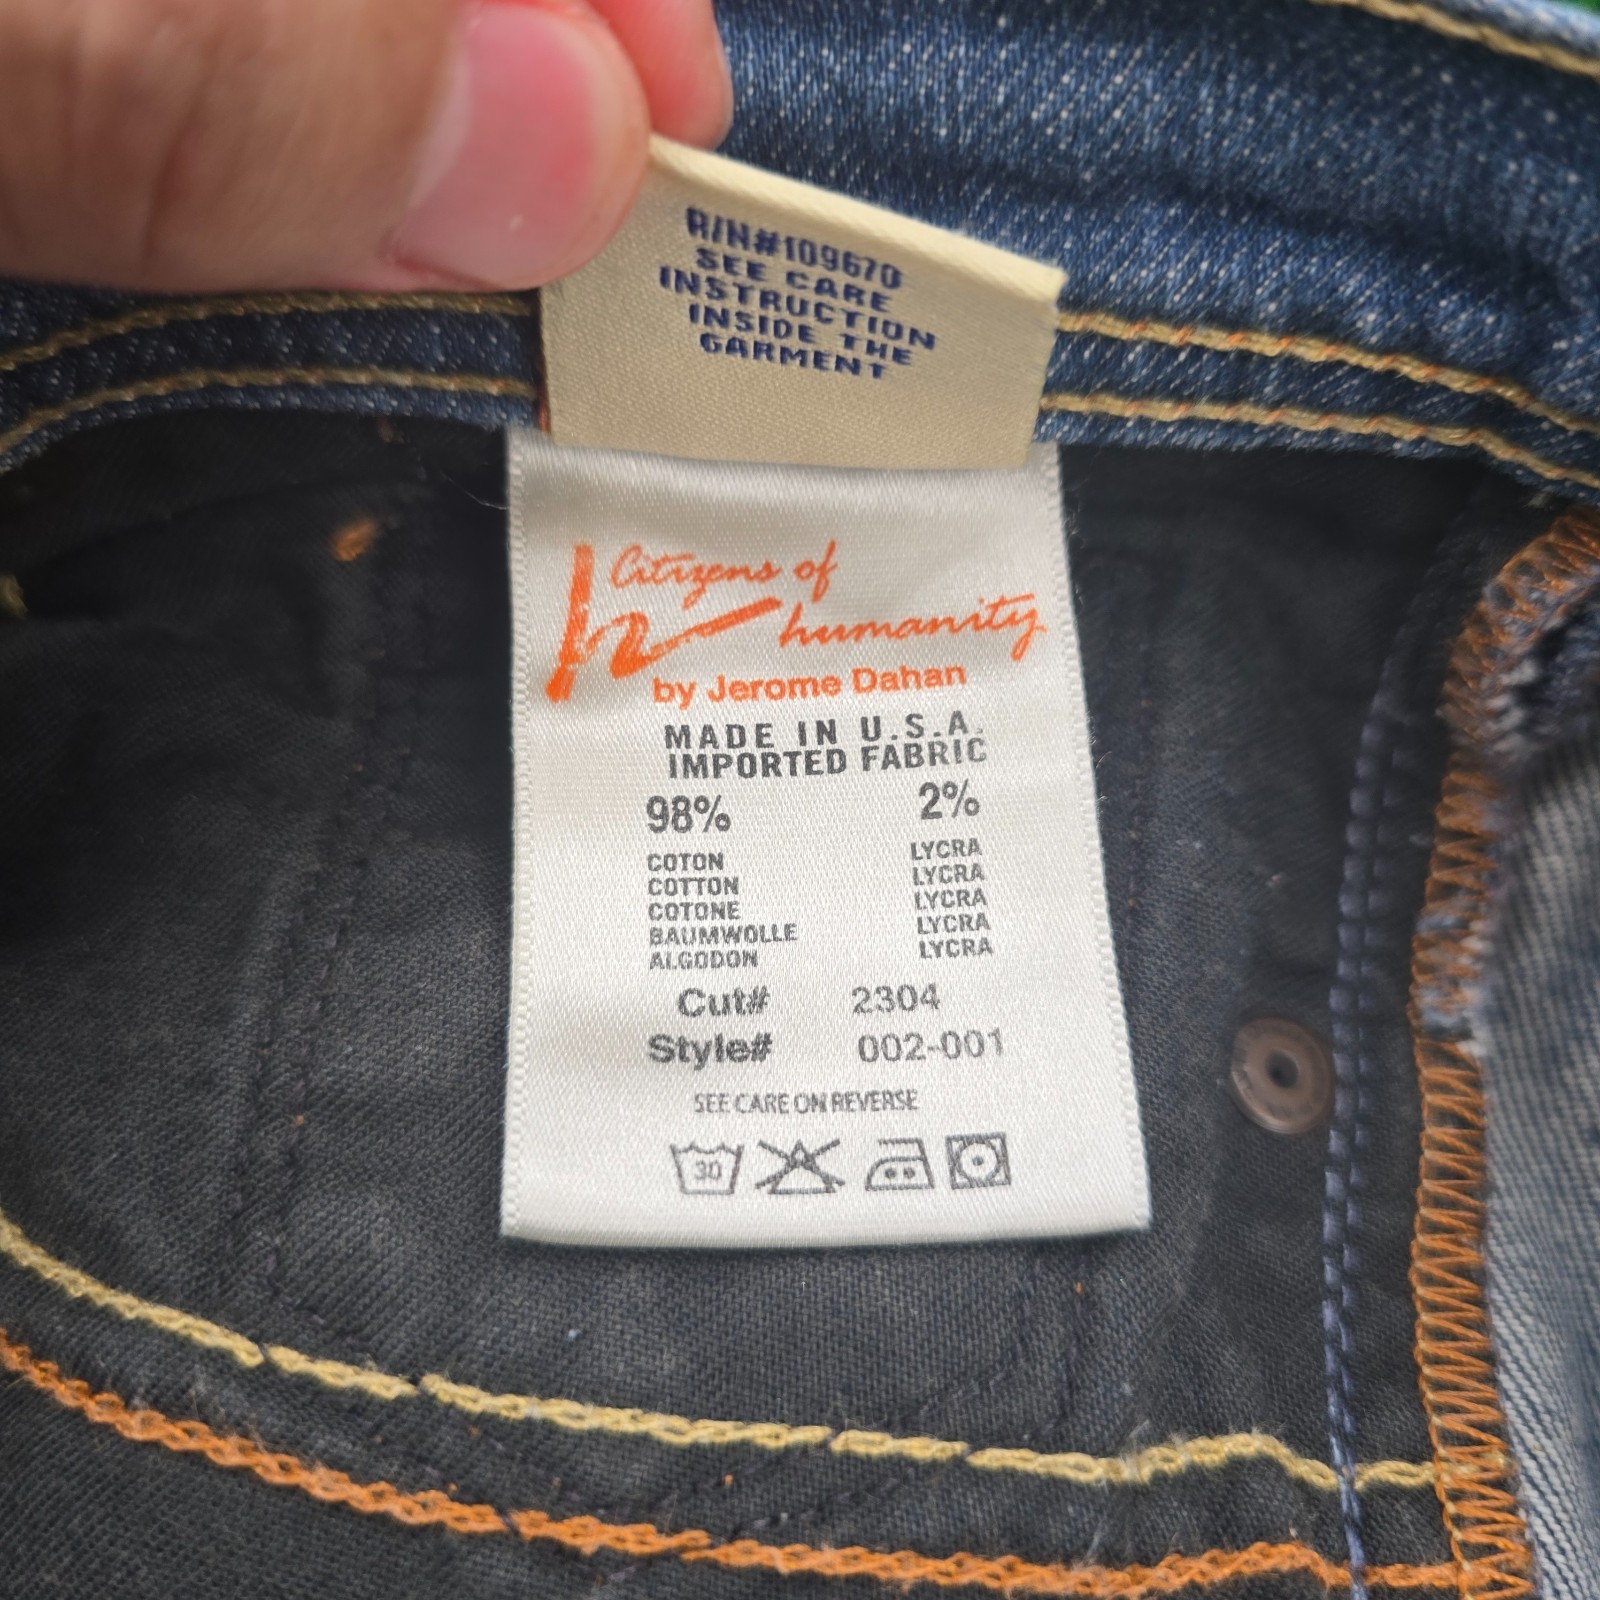 R/N#109670
SEE CARE
INSTRUCTION
INSIDE THE
GARMENT
Citizens of
humanity
by Jerome Dahan
MADE IN U.S.A.
IMPORTED FABRIC
98% 2%
COTON LYCRA
COTTON LYCRA
COTONE LYCRA
BAUMWOLLE LYCRA
ALGODON LYCRA
Cut# 2304
Style# 002-001
SEE CARE ON REVERSE
30